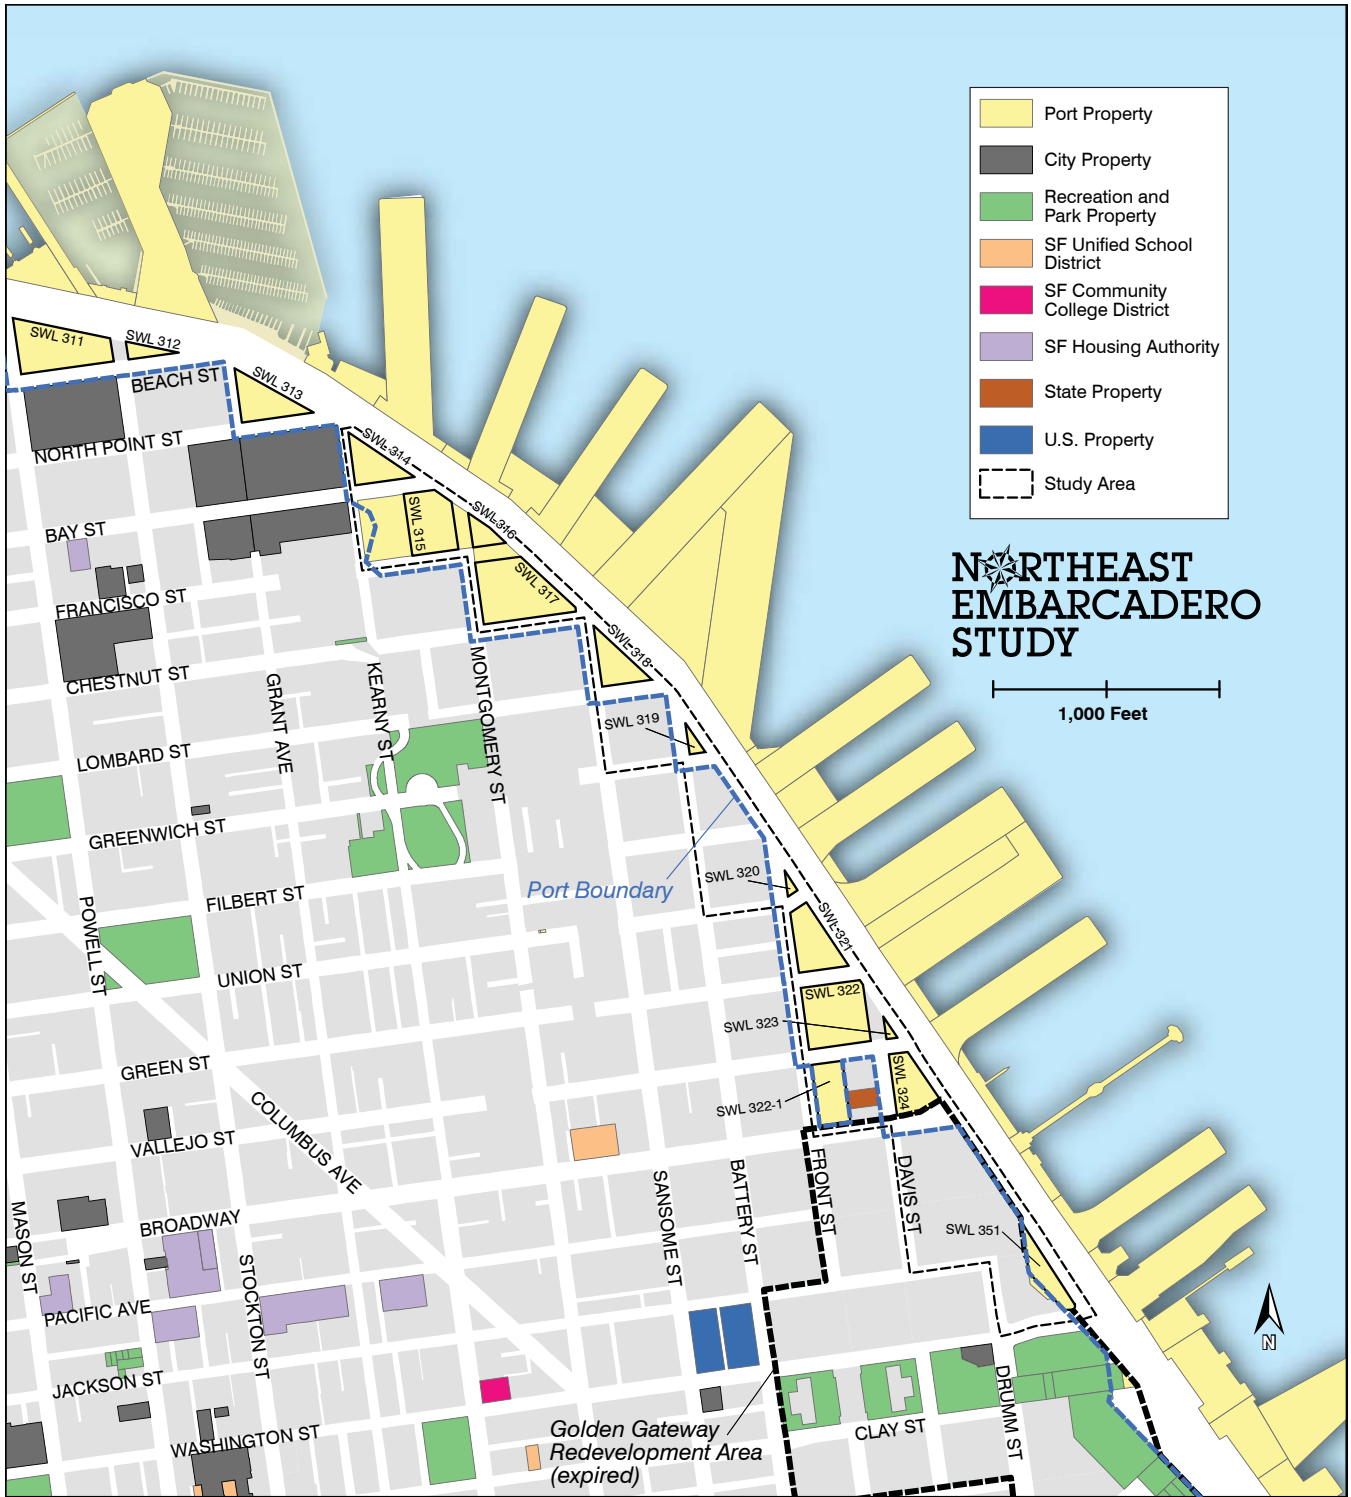 Port Property
City Property
Recreation and
Park Property
SF Unified School
District
SF Community
College District
SF Housing Authority
State Property
U.S. Property
Study Area
NORTHEAST
EMBARCADERO
STUDY
1,000 Feet
SWL 311
SWL 312
BEACH ST
SWL 313
NORTH POINT ST
SWL 314
BAY ST
SWL 315
SWL 316
SWL 317
FRANCISCO ST
SWL 318
CHESTNUT ST
GRANT AVE
KEARNY ST
MONTGOMERY ST
SWL 319
LOMBARD ST
GREENWICH ST
Port Boundary
SWL 320
FILBERT ST
POWELL ST
SWL 321
UNION ST
SWL 322
SWL 323
GREEN ST
SWL 324
SWL 322-1
COLUMBUS AVE
VALLEJO ST
FRONT ST
DAVIS ST
BATTERY ST
SANSOME ST
MASON ST
BROADWAY
SWL 351
STOCKTON ST
PACIFIC AVE
N
JACKSON ST
DRUMM ST
WASHINGTON ST
CLAY ST
Golden Gateway
Redevelopment Area
(expired)